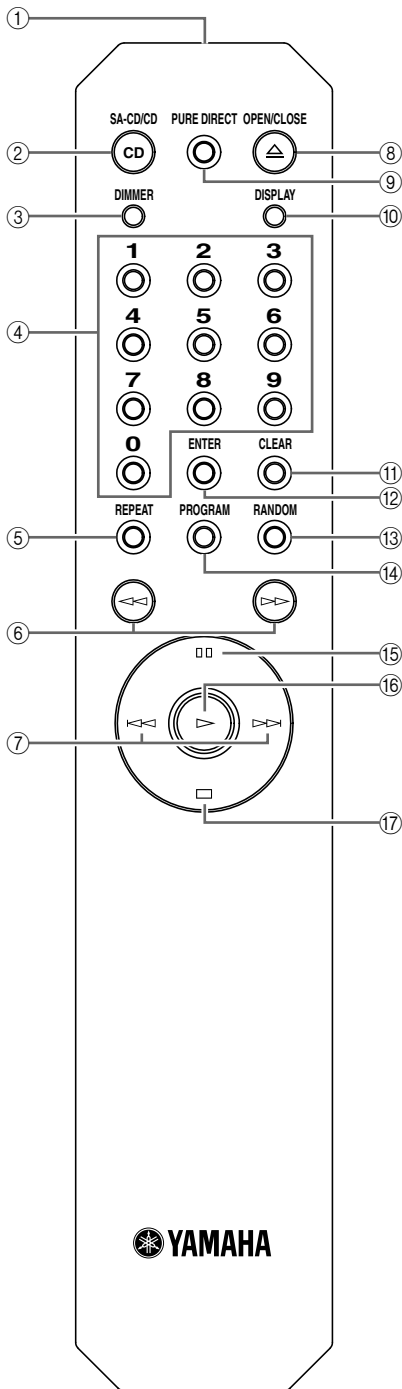 ①
SA-CD/CD PURE DIRECT OPEN/CLOSE
② CD ⑧
⑨
DIMMER DISPLAY
③ ⑩
1 2 3
④
4 5 6
7 8 9
0 ENTER CLEAR
⑪
⑫
REPEAT PROGRAM RANDOM
⑤ ⑬
⑭
⑥
⑮
⑯
⑦
⑰
YAMAHA